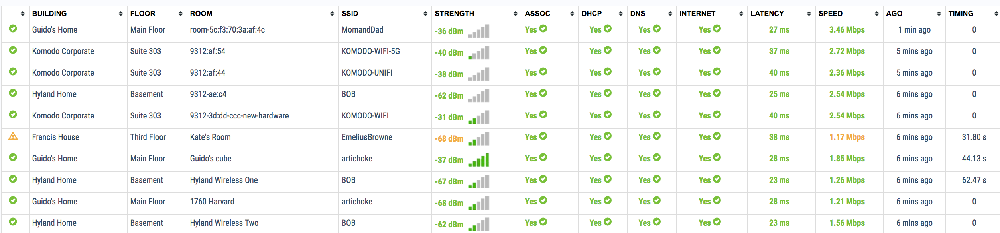 BUILDING FLOOR ROOM SSID STRENGTH ASSOC DHCP DNS INTERNET LATENCY SPEED AGO TIMING
Guido's Home Main Floor room-5c:f3:70:3a:af:4c MomandDad -36 dBm Yes Yes Yes Yes 27 ms 3.46 Mbps 1 min ago 0
Komodo Corporate Suite 303 9312:af:54 KOMODO-WIFI-5G -40 dBm Yes Yes Yes Yes 37 ms 2.72 Mbps 5 mins ago 0
Komodo Corporate Suite 303 9312:af:44 KOMODO-UNIFI -38 dBm Yes Yes Yes Yes 40 ms 2.36 Mbps 5 mins ago 0
Hyland Home Basement 9312-ae:c4 BOB -62 dBm Yes Yes Yes Yes 25 ms 2.54 Mbps 6 mins ago 0
Komodo Corporate Suite 303 9312-3d:dd-ccc-new-hardware KOMODO-WIFI -31 dBm Yes Yes Yes Yes 40 ms 2.54 Mbps 6 mins ago 0
Francis House Third Floor Kate's Room EmeliusBrowne -68 dBm Yes Yes Yes Yes 38 ms 1.17 Mbps 6 mins ago 31.80 s
Guido's Home Main Floor Guido's cube artichoke -37 dBm Yes Yes Yes Yes 28 ms 1.85 Mbps 6 mins ago 44.13 s
Hyland Home Basement Hyland Wireless One BOB -67 dBm Yes Yes Yes Yes 23 ms 1.26 Mbps 6 mins ago 62.47 s
Guido's Home Main Floor 1760 Harvard artichoke -68 dBm Yes Yes Yes Yes 28 ms 1.21 Mbps 6 mins ago 0
Hyland Home Basement Hyland Wireless Two BOB -62 dBm Yes Yes Yes Yes 23 ms 1.56 Mbps 6 mins ago 0